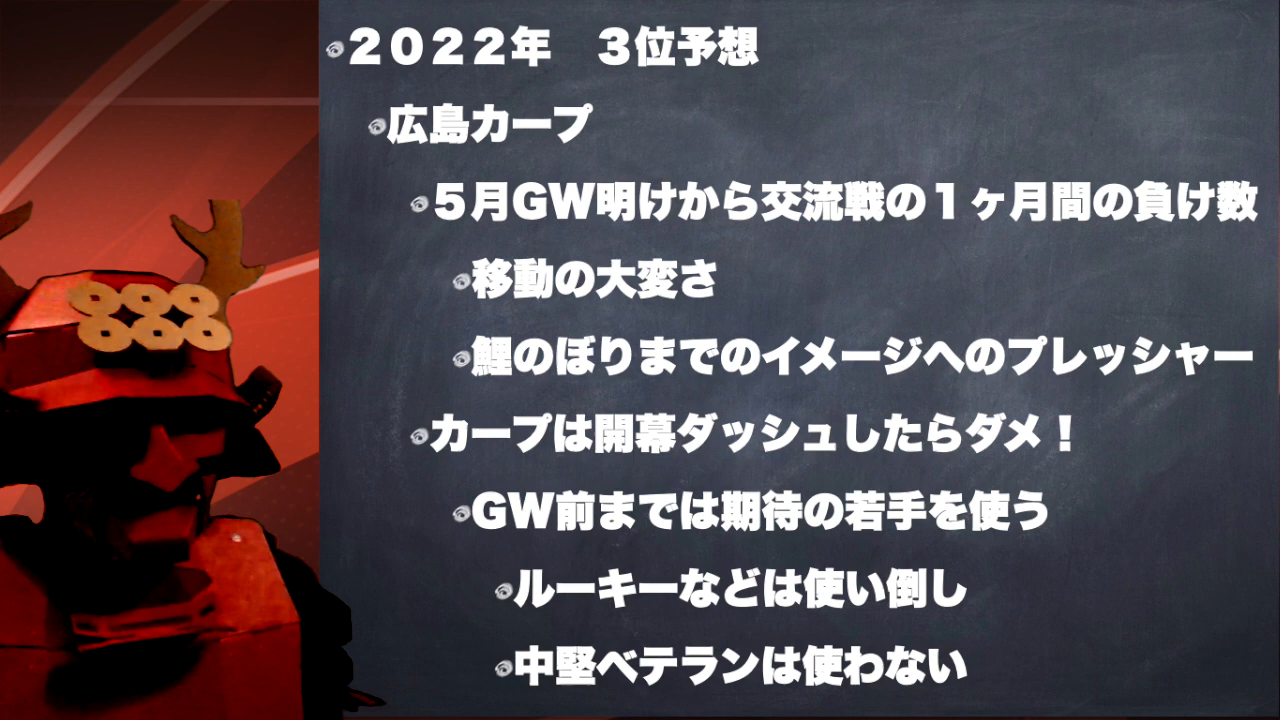 ２０２２年　３位予想
広島カープ
５月GW明けから交流戦の１ヶ月間の負け数
移動の大変さ
鯉のぼりまでのイメージへのプレッシャー
カープは開幕ダッシュしたらダメ！
GW前までは期待の若手を使う
ルーキーなどは使い倒し
中堅ベテランは使わない